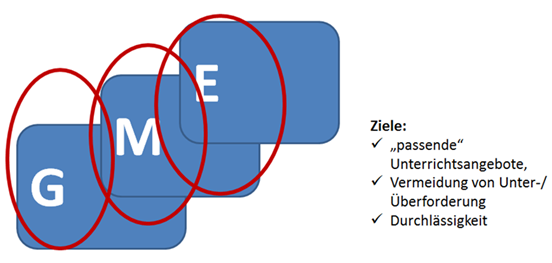 E
M
G
Ziele:
✓ „passende“
Unterrichtsangebote,
✓ Vermeidung von Unter-/
Überforderung
✓ Durchlässigkeit